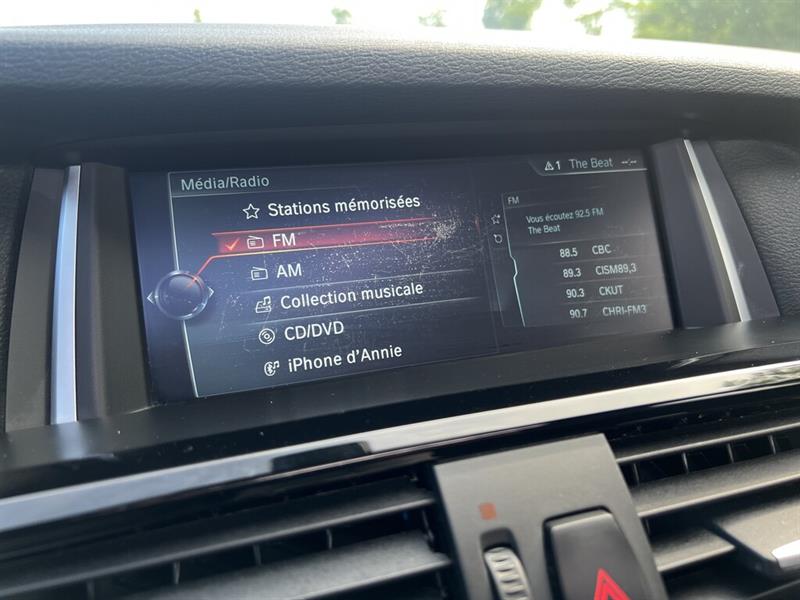 1 The Beat --:--
Média/Radio
Stations mémorisées
FM
AM
Collection musicale
CD/DVD
iPhone d'Annie
FM
Vous écoutez 92.5 FM
The Beat
88.5 CBC
89.3 CISM89,3
90.3 CKUT
90.7 CHRI-FM3